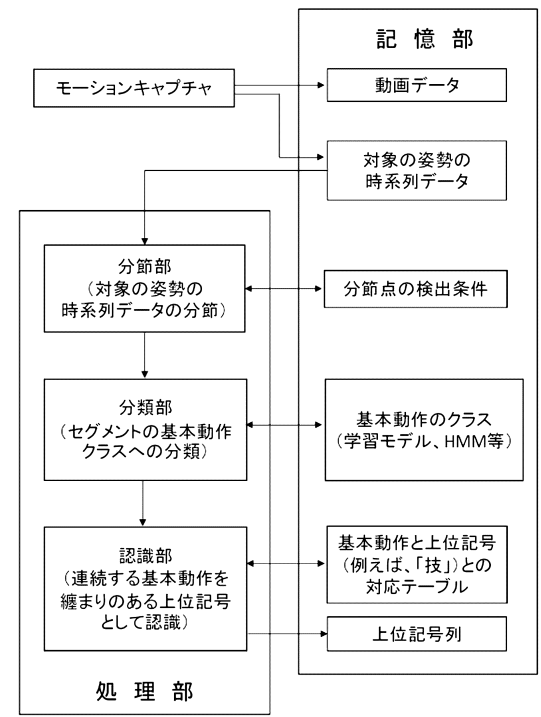 記憶部
モーションキャプチャ
動画データ
対象の姿勢の
時系列データ
分節部
(対象の姿勢の
時系列データの分節)
分節点の検出条件
分類部
(セグメントの基本動作
クラスへの分類)
基本動作のクラス
(学習モデル、HMM等)
認識部
(連続する基本動作を
纏まりのある上位記号
として認識)
基本動作と上位記号
(例えば、「技」)との
対応テーブル
上位記号列
処理部